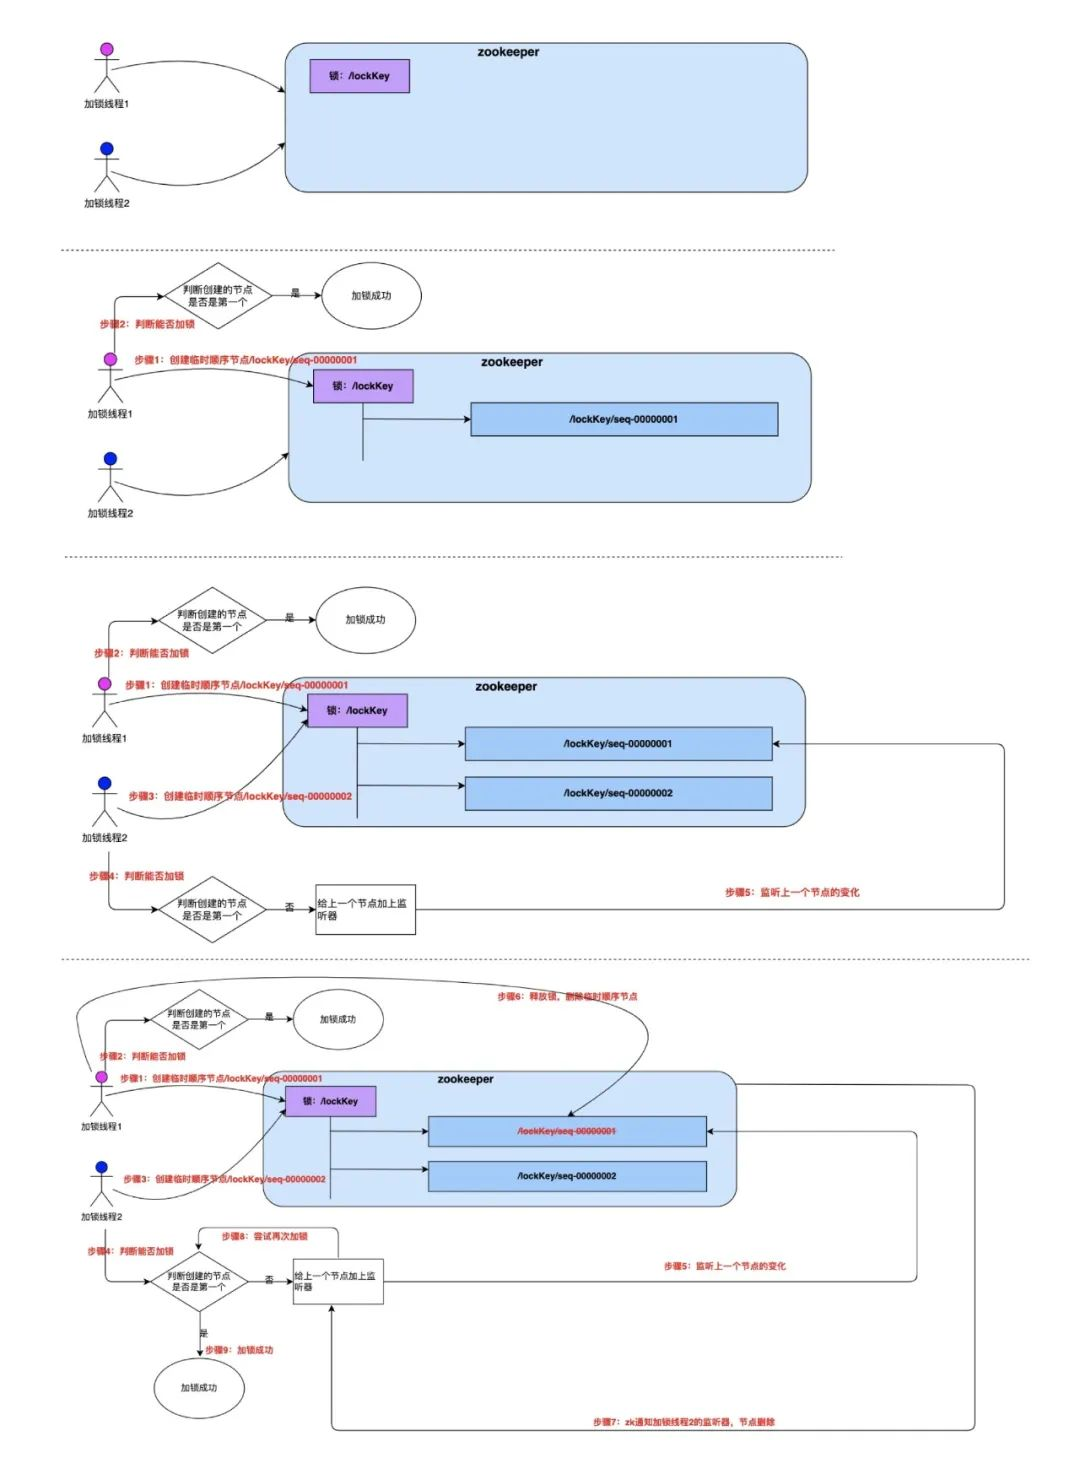 zookeeper
锁：/lockKey
加锁线程1
加锁线程2
判断创建的节点
是否是第一个
是
加锁成功
步骤2：判断能否加锁
步骤1：创建临时顺序节点/lockKey/seq-00000001
zookeeper
锁：/lockKey
加锁线程1
/lockKey/seq-00000001
加锁线程2
判断创建的节点
是否是第一个
是
加锁成功
步骤2：判断能否加锁
步骤1：创建临时顺序节点/lockKey/seq-00000001
zookeeper
锁：/lockKey
加锁线程1
/lockKey/seq-00000001
步骤3：创建临时顺序节点/lockKey/seq-00000002
/lockKey/seq-00000002
加锁线程2
步骤4：判断能否加锁
判断创建的节点
是否是第一个
否
给上一个节点加上监
听器
步骤5：监听上一个节点的变化
步骤6：释放锁，删除临时顺序节点
判断创建的节点
是否是第一个
是
加锁成功
步骤2：判断能否加锁
步骤1：创建临时顺序节点/lockKey/seq-00000001
zookeeper
锁：/lockKey
加锁线程1
/lockKey/seq-00000001
步骤3：创建临时顺序节点/lockKey/seq-00000002
/lockKey/seq-00000002
加锁线程2
步骤4：判断能否加锁
步骤8：尝试再次加锁
判断创建的节点
是否是第一个
否
给上一个节点加上监
听器
步骤5：监听上一个节点的变化
是
步骤9：加锁成功
加锁成功
步骤7：zk通知加锁线程2的监听器，节点删除